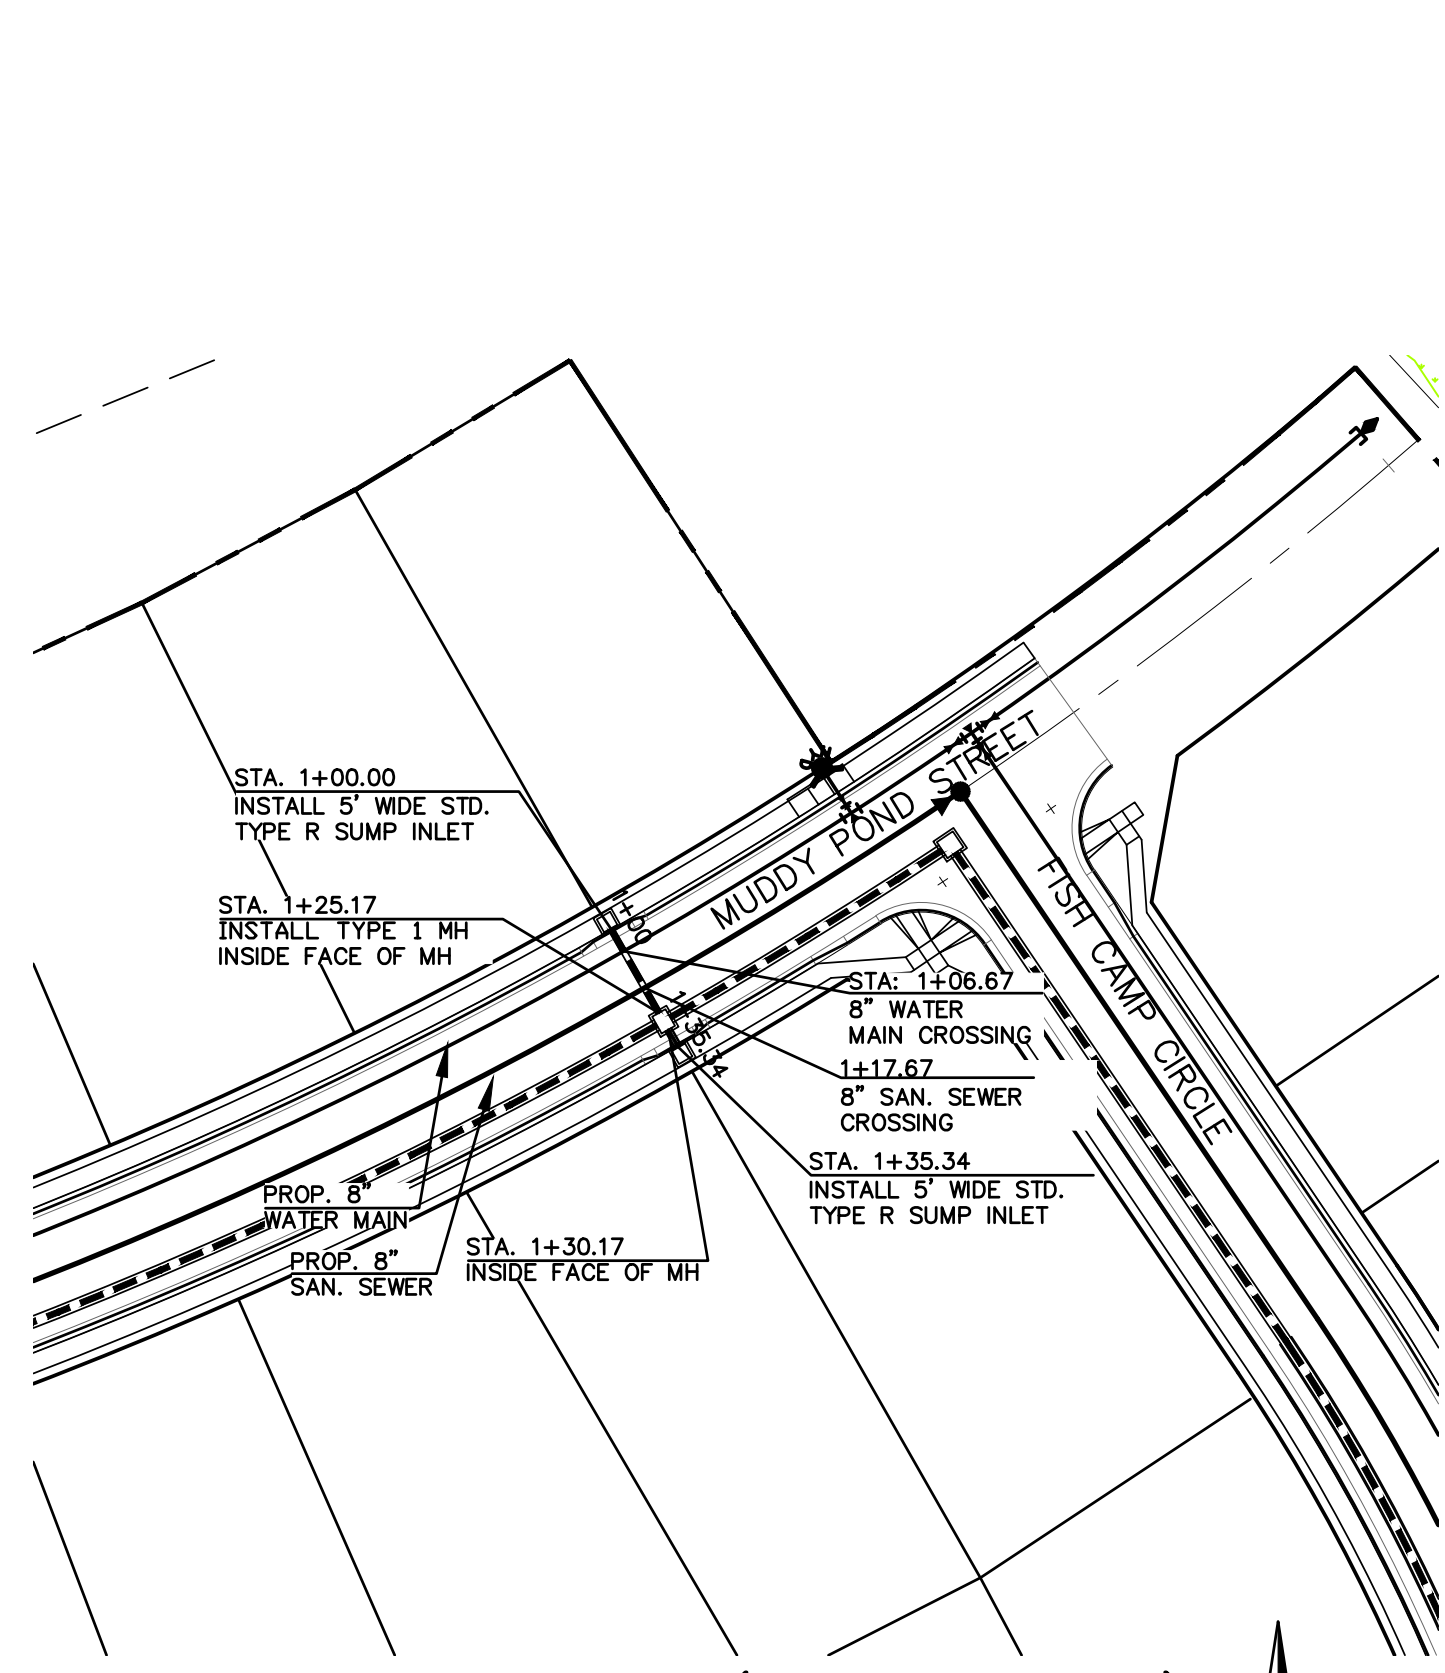 STA. 1+00.00
INSTALL 5' WIDE STD.
TYPE R SUMP INLET
STA. 1+25.17
INSTALL TYPE 1 MH
INSIDE FACE OF MH
1+00
1+35.34
MUDDY POND STREET
FISH CAMP CIRCLE
STA: 1+06.67
8" WATER
MAIN CROSSING
1+17.67
8" SAN. SEWER
CROSSING
STA. 1+35.34
INSTALL 5' WIDE STD.
TYPE R SUMP INLET
PROP. 8"
WATER MAIN
PROP. 8"
SAN. SEWER
STA. 1+30.17
INSIDE FACE OF MH